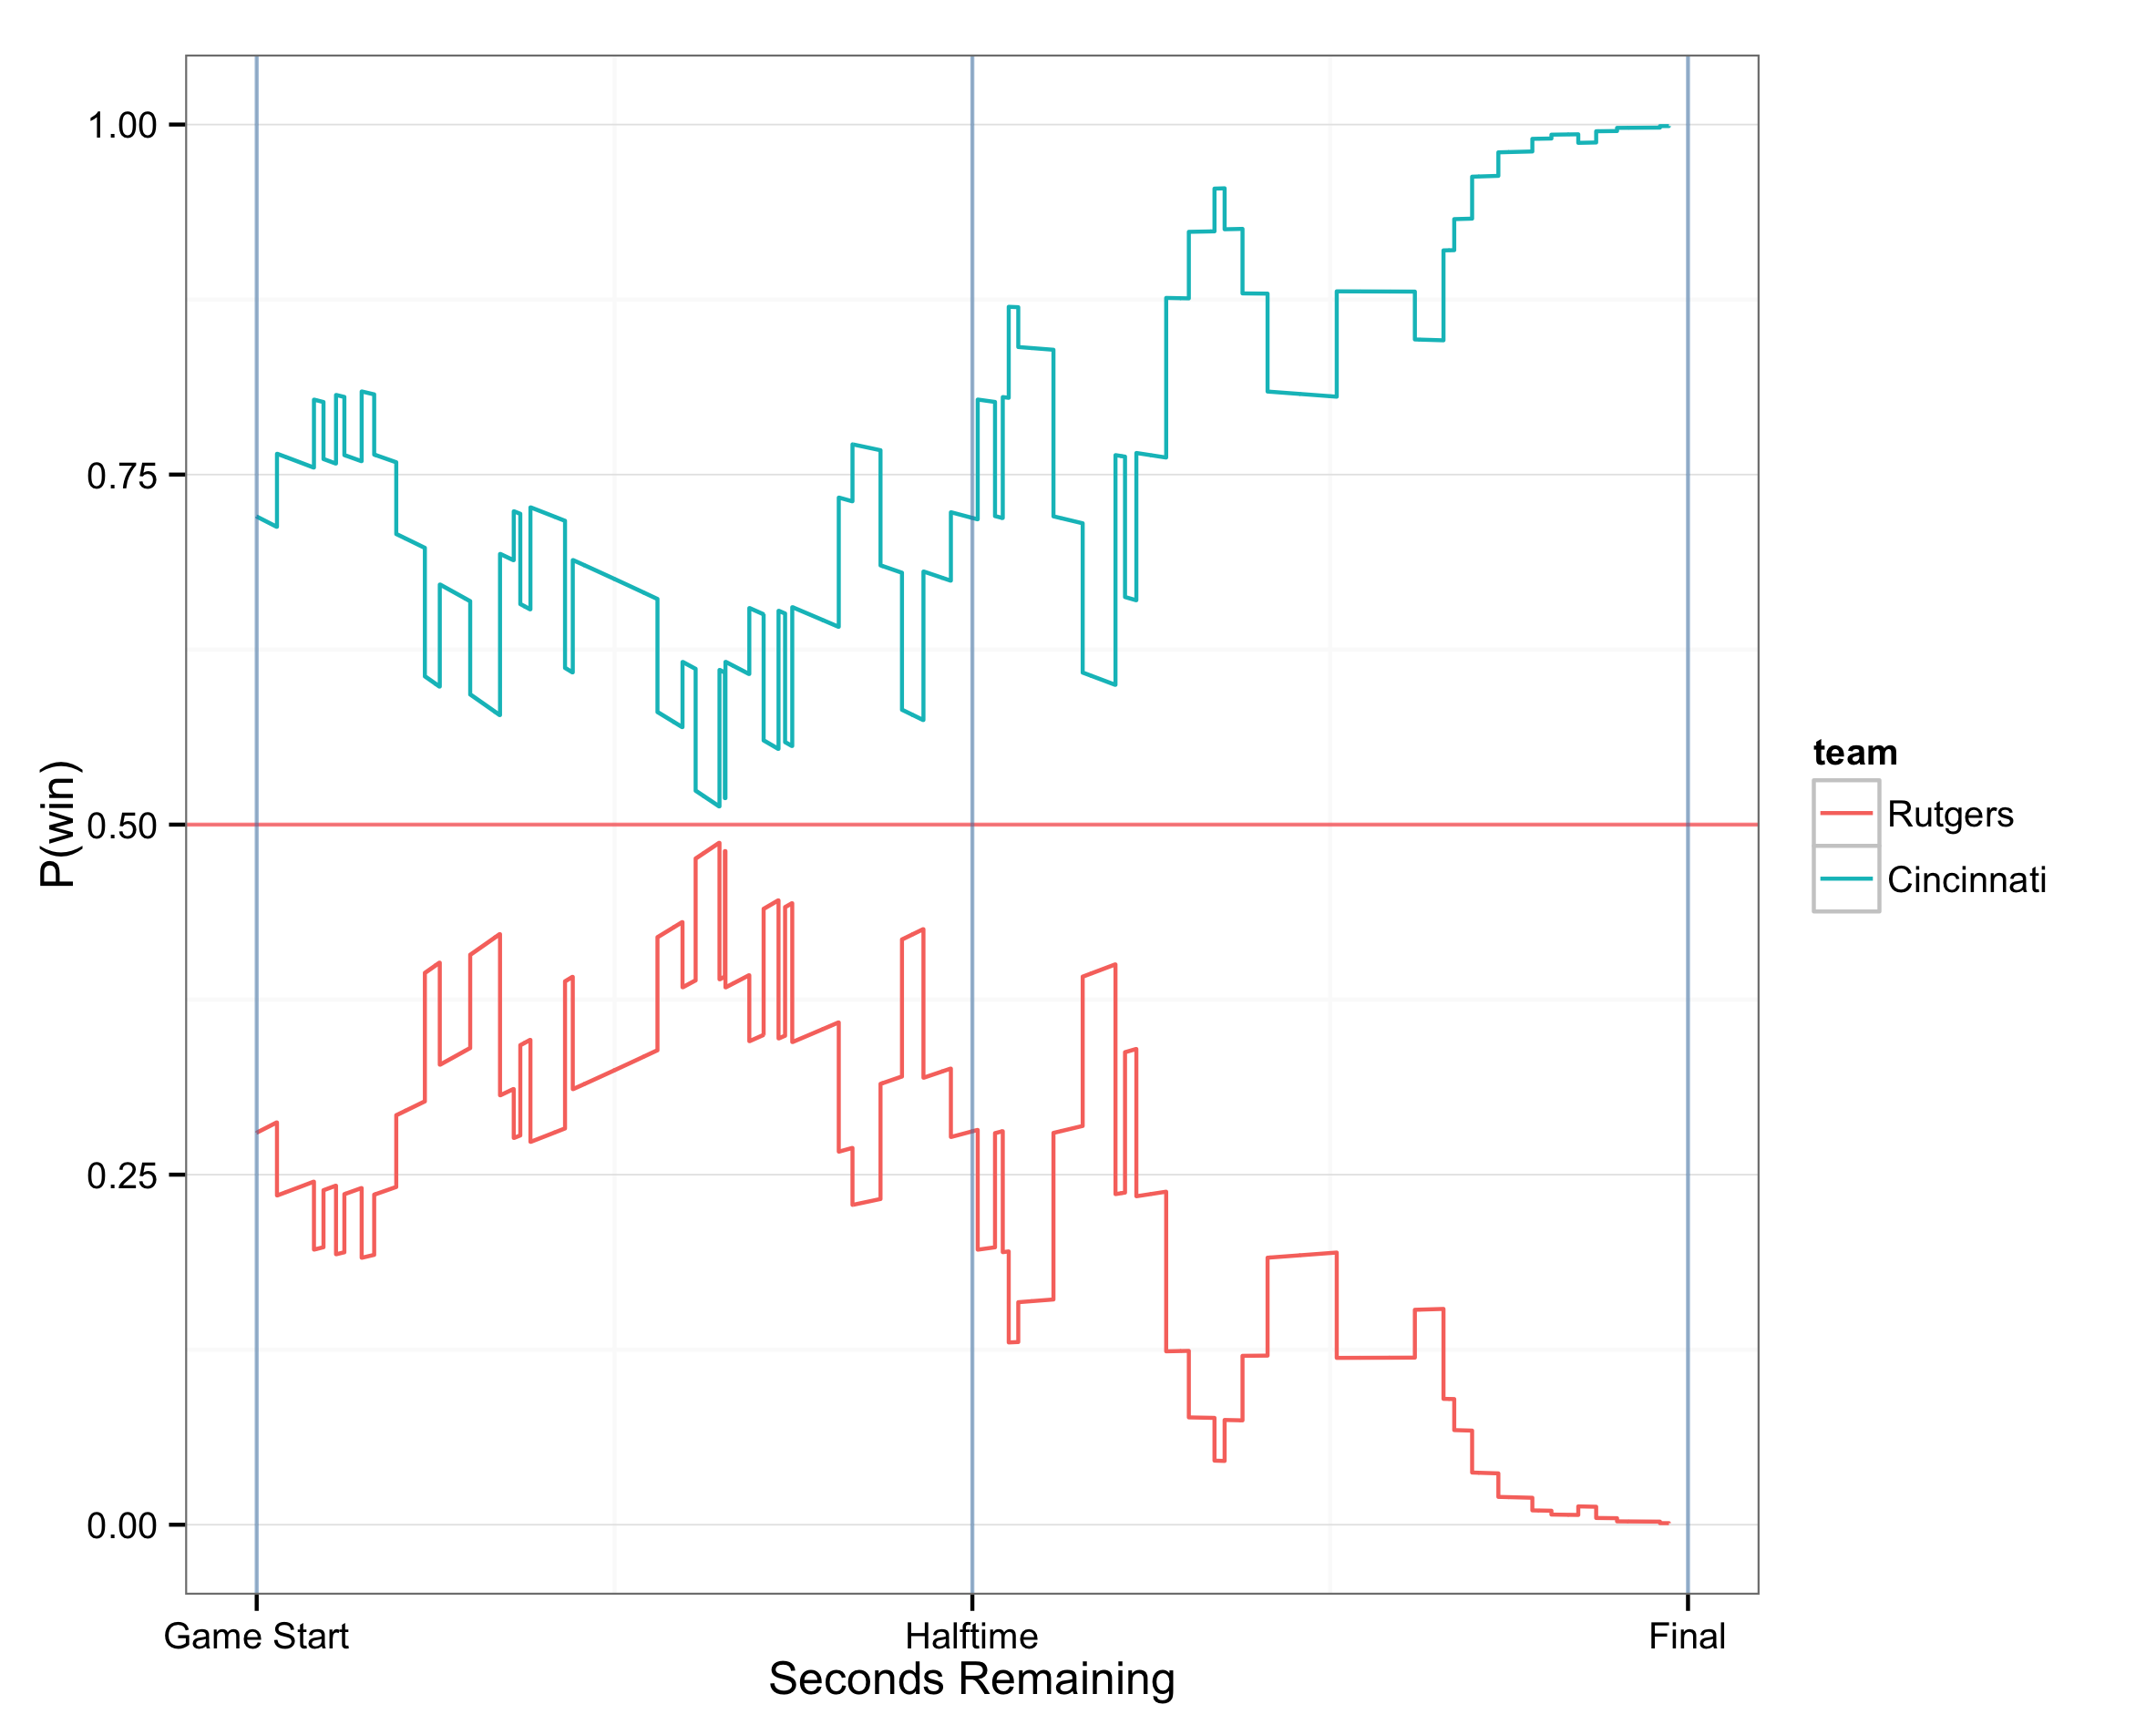 1.00
0.75
0.50
0.25
0.00
P(win)
Game Start
Halftime
Final
Seconds Remaining
team
Rutgers
Cincinnati